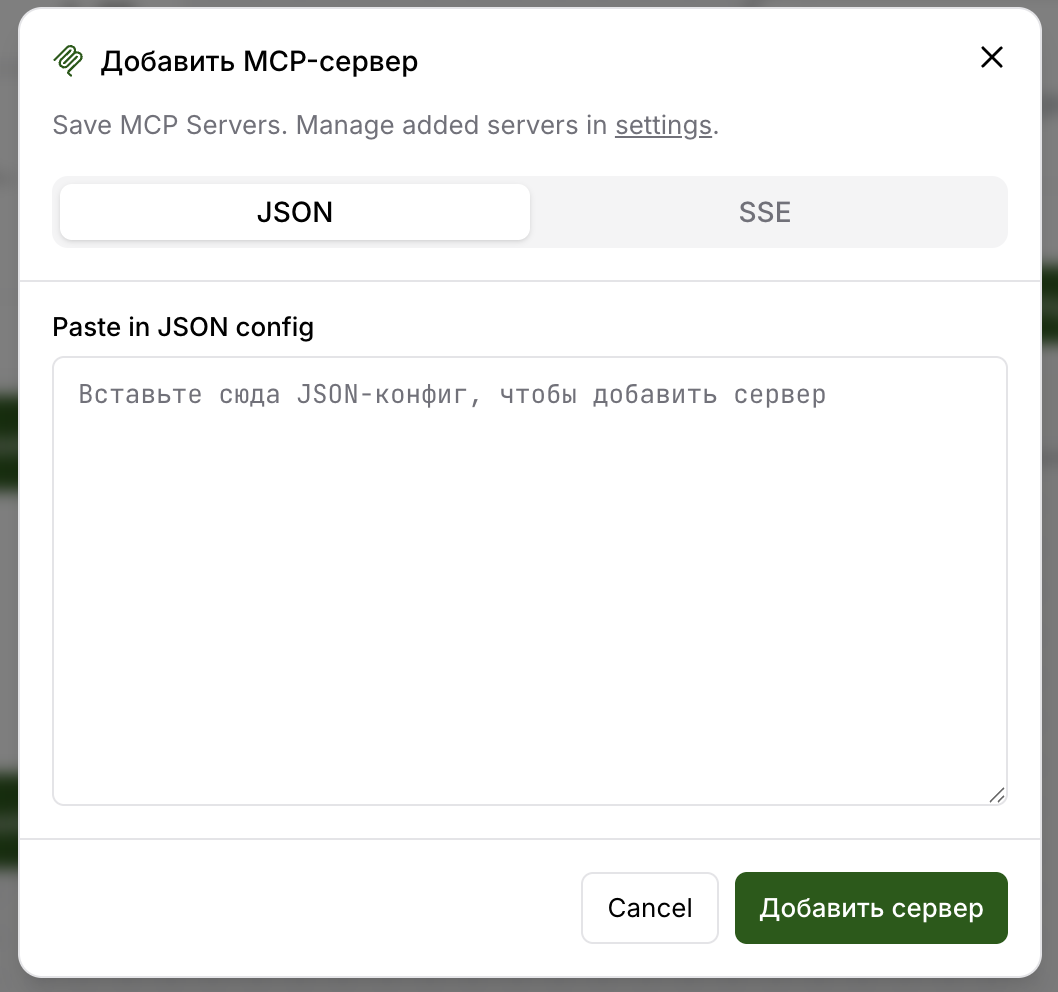 Добавить MCP-сервер
Save MCP Servers. Manage added servers in settings.
JSON
SSE
Paste in JSON config
Вставьте сюда JSON-конфиг, чтобы добавить сервер
Cancel
Добавить сервер